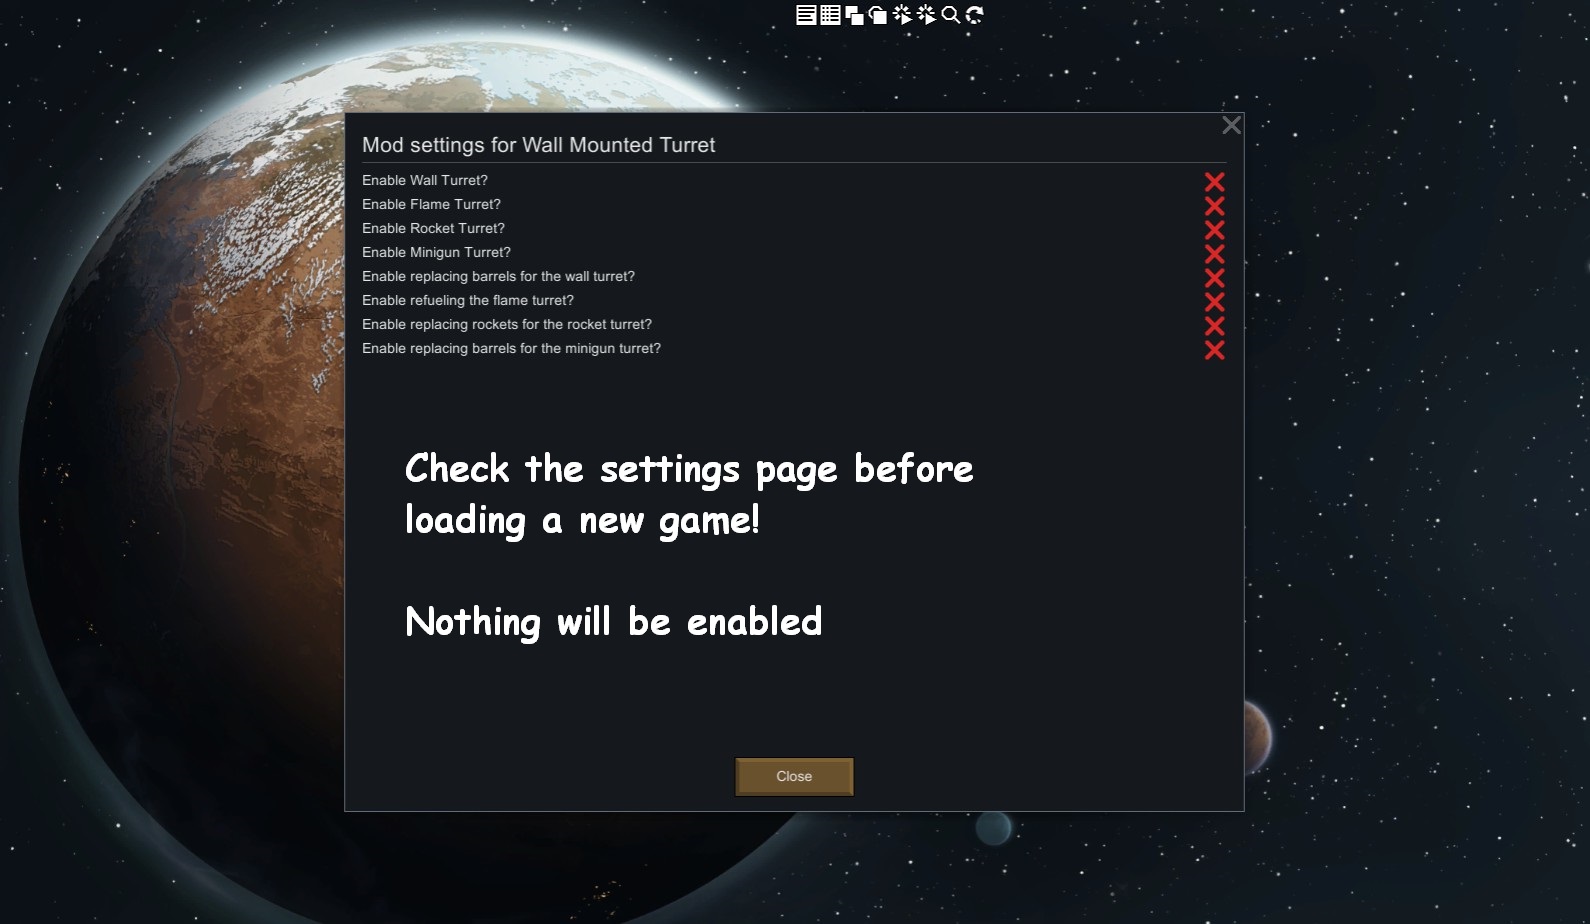 Mod settings for Wall Mounted Turret
Enable Wall Turret?
Enable Flame Turret?
Enable Rocket Turret?
Enable Minigun Turret?
Enable replacing barrels for the wall turret?
Enable refueling the flame turret?
Enable replacing rockets for the rocket turret?
Enable replacing barrels for the minigun turret?
Check the settings page before
loading a new game!
Nothing will be enabled
Close